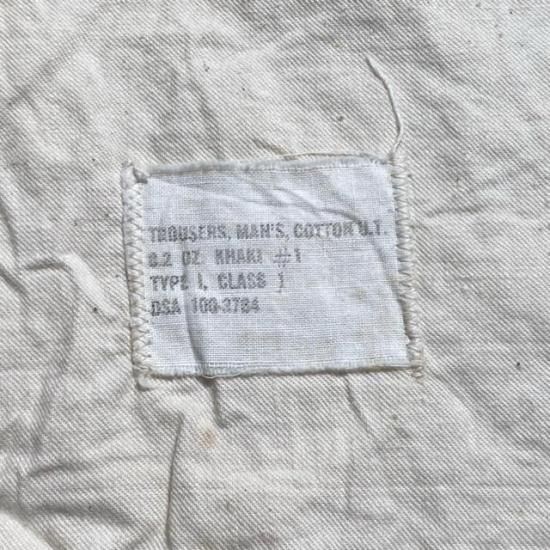 TROUSERS, MAN'S, COTTON U.T.
8.2 OZ. KHAKI #1
TYPE I, CLASS 1
DSA 100-3784